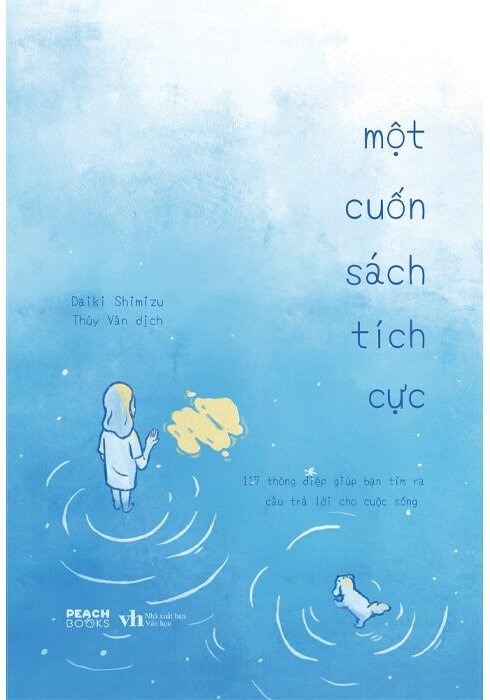 một
cuốn
sách
tích
cực
Daiki Shimizu
Thùy Vân dịch
117 thông điệp giúp bạn tìm ra
câu trả lời cho cuộc sống
PEACH
BOOKS
vh
Nhà xuất bản
Văn học